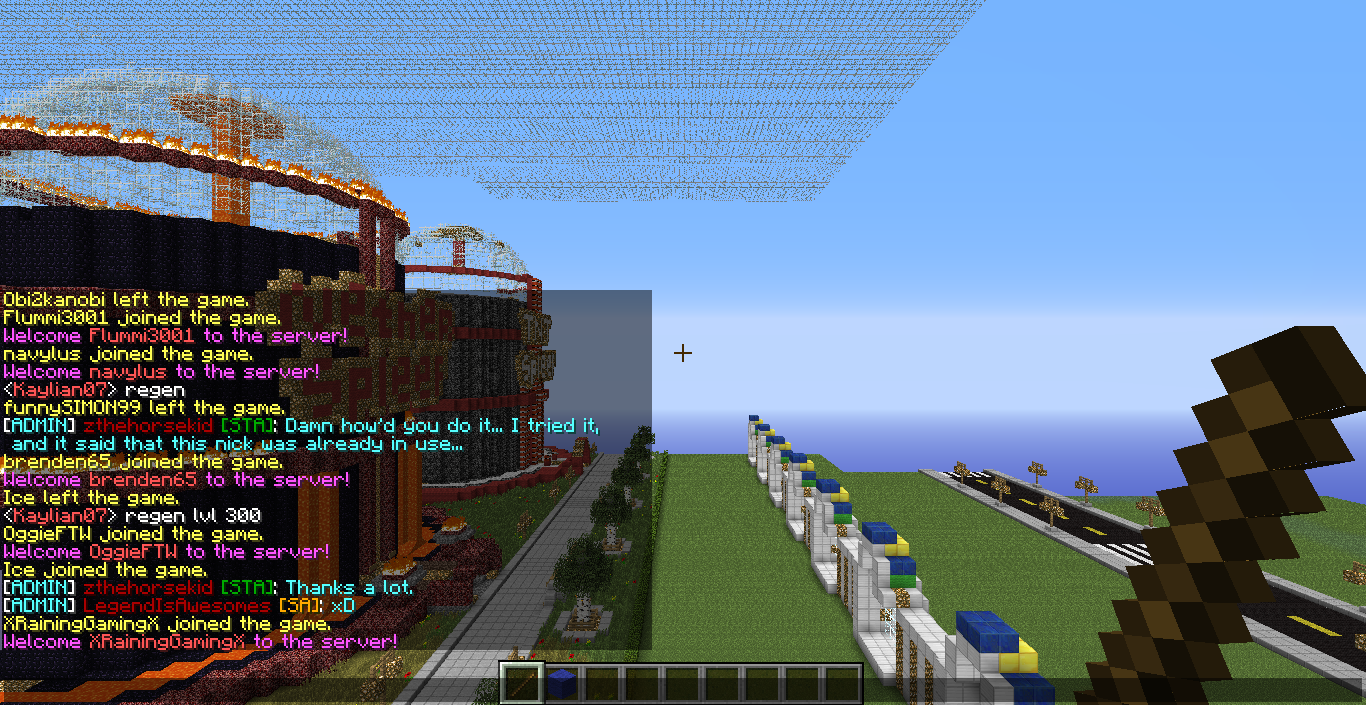 Obi2kanobi left the game.
Flummi3001 joined the game.
Welcome Flummi3001 to the server!
navylus joined the game.
Welcome navylus to the server!
<Kaylian07> regen
funnySIMON99 left the game.
[ADMIN] zthehorsekid [STA]: Damn how'd you do it... I tried it,
and it said that this nick was already in use...
brenden65 joined the game.
Welcome brenden65 to the server!
Ice left the game.
<Kaylian07> regen lvl 300
OggieFTW joined the game.
Welcome OggieFTW to the server!
Ice joined the game.
[ADMIN] zthehorsekid [STA]: Thanks a lot.
[ADMIN] LegendIsAwesomes [SA]: xD
XRainingGamingX joined the game.
Welcome XRainingGamingX to the server!
Spleef